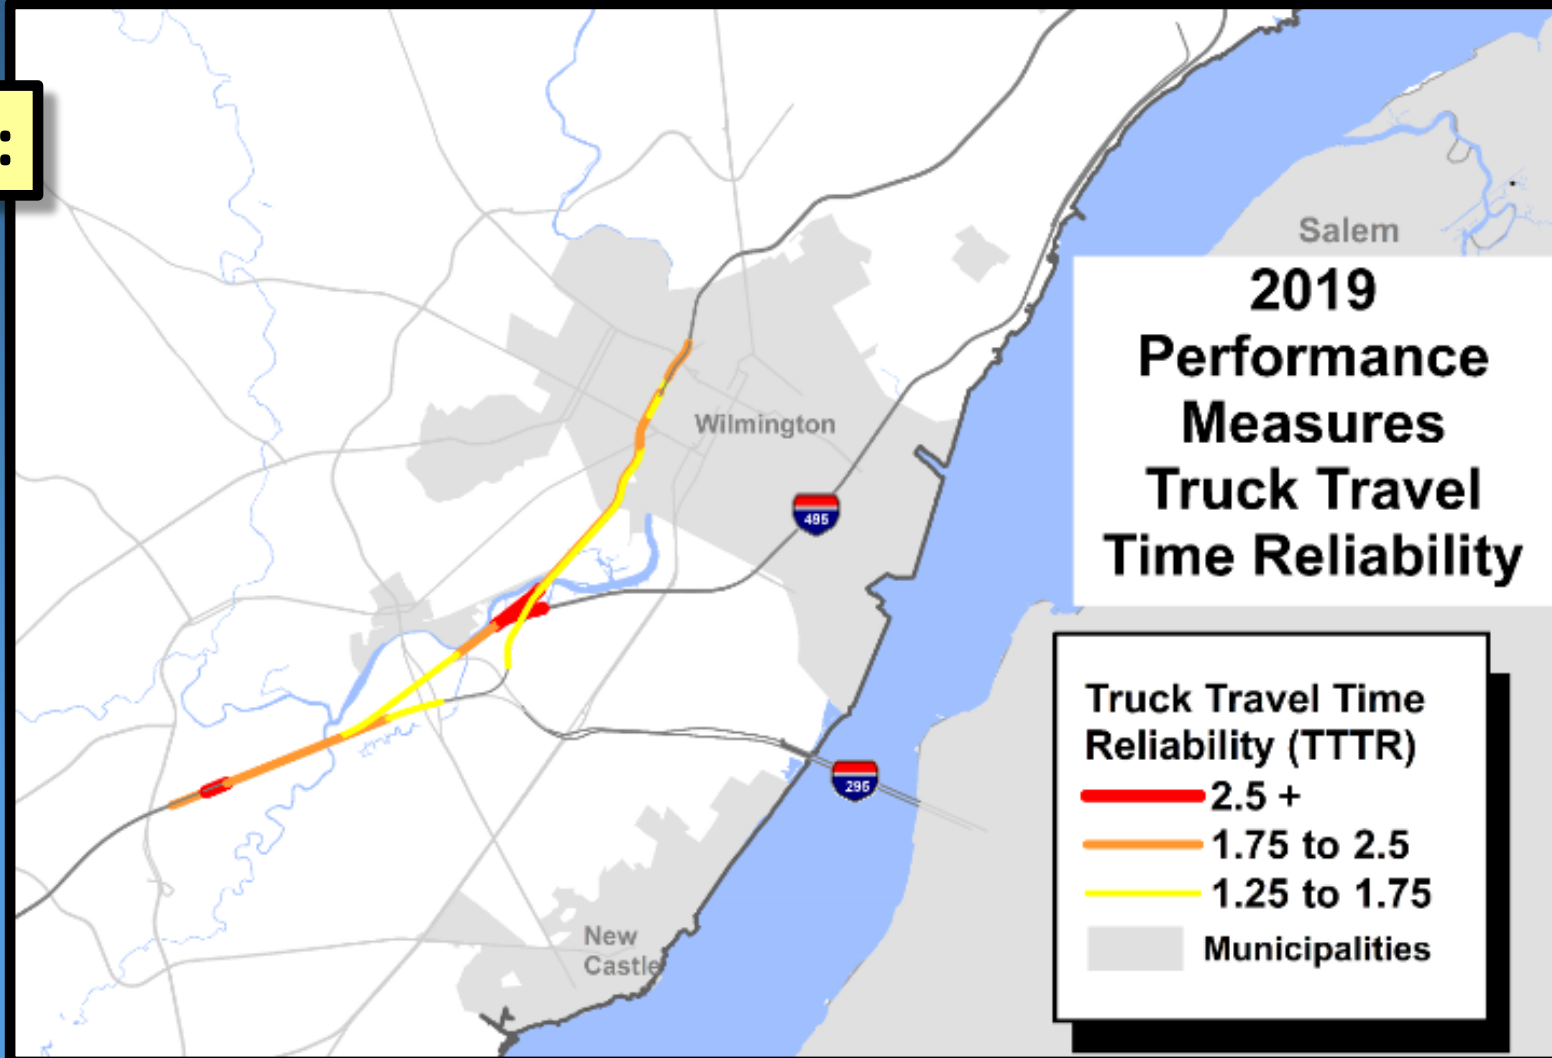 :
Salem
2019
Performance
Measures
Truck Travel
Time Reliability
Wilmington
495
Truck Travel Time
Reliability (TTTR)
2.5 +
1.75 to 2.5
1.25 to 1.75
Municipalities
295
New
Castle